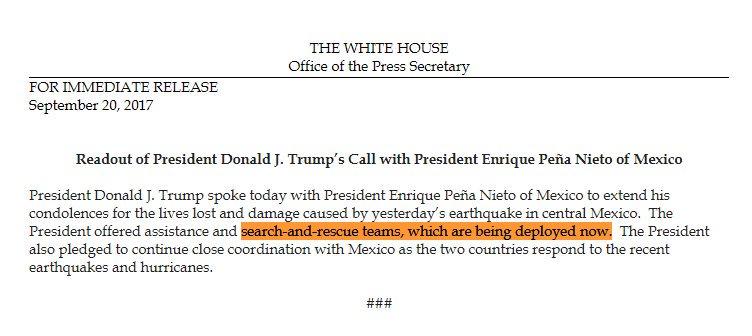 THE WHITE HOUSE
Office of the Press Secretary
FOR IMMEDIATE RELEASE
September 20, 2017
Readout of President Donald J. Trump’s Call with President Enrique Peña Nieto of Mexico
President Donald J. Trump spoke today with President Enrique Peña Nieto of Mexico to extend his
condolences for the lives lost and damage caused by yesterday’s earthquake in central Mexico.  The
President offered assistance and search-and-rescue teams, which are being deployed now.  The President
also pledged to continue close coordination with Mexico as the two countries respond to the recent
earthquakes and hurricanes.
###